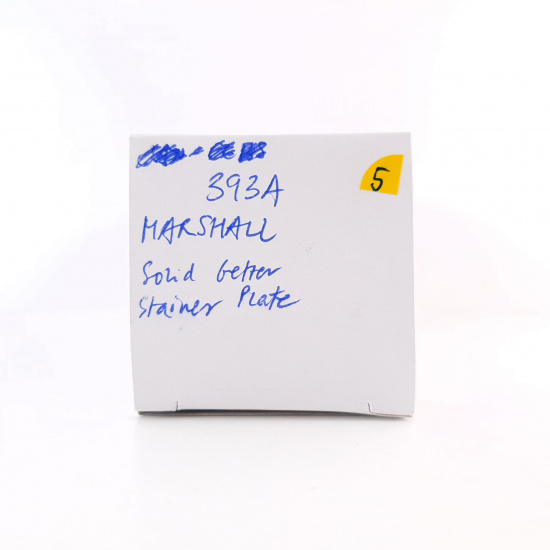 393A
5
MARSHALL
Solid Getter
Stainer Plate